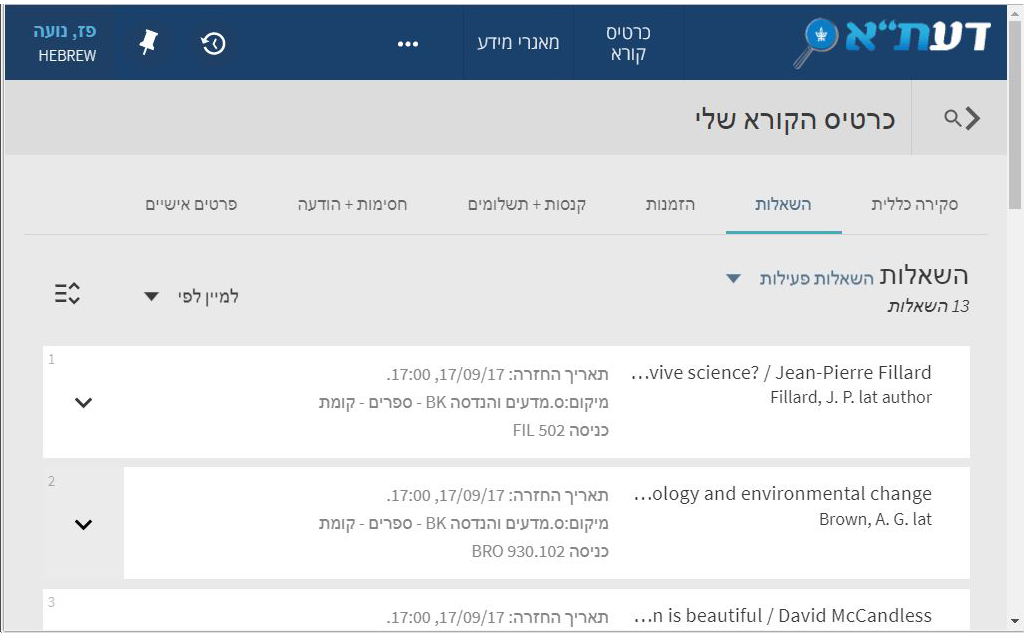 דעת"א
כרטיס קורא
מאגרי מידע
...
פז, נועה
HEBREW
כרטיס הקורא שלי
סקירה כללית
השאלות
הזמנות
קנסות + תשלומים
חסימות + הודעה
פרטים אישיים
השאלות השאלות פעילות
13 השאלות
למיין לפי
1
...vive science? / Jean-Pierre Fillard
Fillard, J. P. lat author
תאריך החזרה: 17/09/17, 17:00.
מיקום:ס.מדעים והנדסה BK - ספרים - קומת
כניסה FIL 502
2
...ology and environmental change
Brown, A. G. lat
תאריך החזרה: 17/09/17, 17:00.
מיקום:ס.מדעים והנדסה BK - ספרים - קומת
כניסה BRO 930.102
3
...n is beautiful / David McCandless
תאריך החזרה: 17/09/17, 17:00.